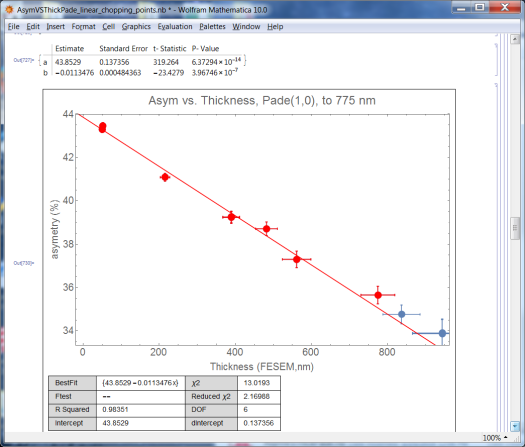 AsymVSThickPade_linear_chopping_points.nb * - Wolfram Mathematica 10.0
File Edit Insert Format Cell Graphics Evaluation Palettes Window Help
Estimate Standard Error t- Statistic P- Value
Out[727]= a 43.8529 0.137356 319.264 6.37294×10⁻¹⁴
b -0.0113476 0.000484363 -23.4279 3.96746×10⁻⁷
Asym vs. Thickness, Pade(1,0), to 775 nm
44
42
40
38
36
34
asymetry (%)
Out[733]=
0 200 400 600 800
Thickness (FESEM,nm)
BestFit {43.8529-0.0113476x} χ2 13.0193
Ftest -- Reduced χ2 2.16988
R Squared 0.98351 DOF 6
Intercept 43.8529 dintercept 0.137356
100%